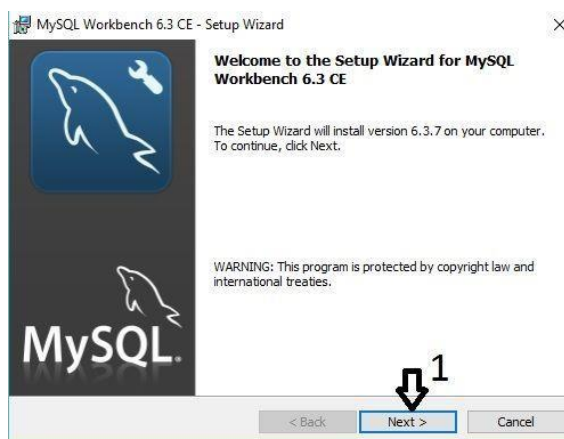 MySQL Workbench 6.3 CE - Setup Wizard
Welcome to the Setup Wizard for MySQL
Workbench 6.3 CE
The Setup Wizard will install version 6.3.7 on your computer.
To continue, click Next.
WARNING: This program is protected by copyright law and
international treaties.
MySQL.
1
< Back Next > Cancel